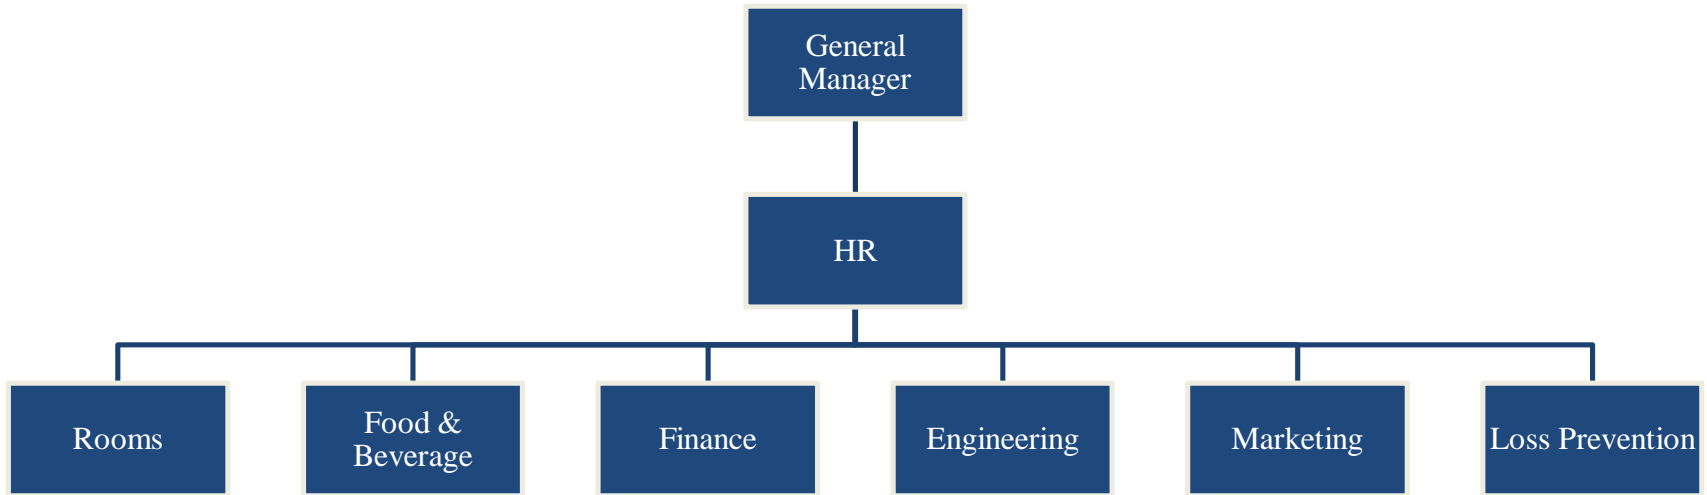 General
Manager
HR
Rooms
Food &
Beverage
Finance
Engineering
Marketing
Loss Prevention